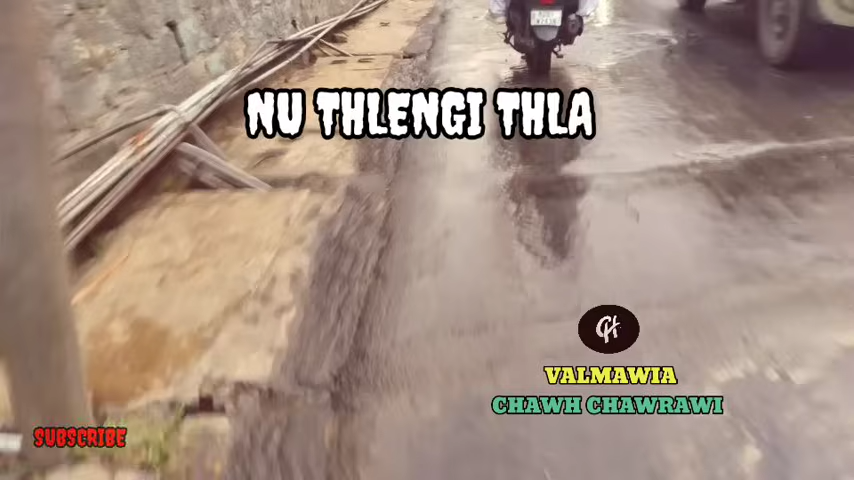 NU THLENGI THLA
VALMAWIA
CHAWH CHAWRAWI
SUBSCRIBE